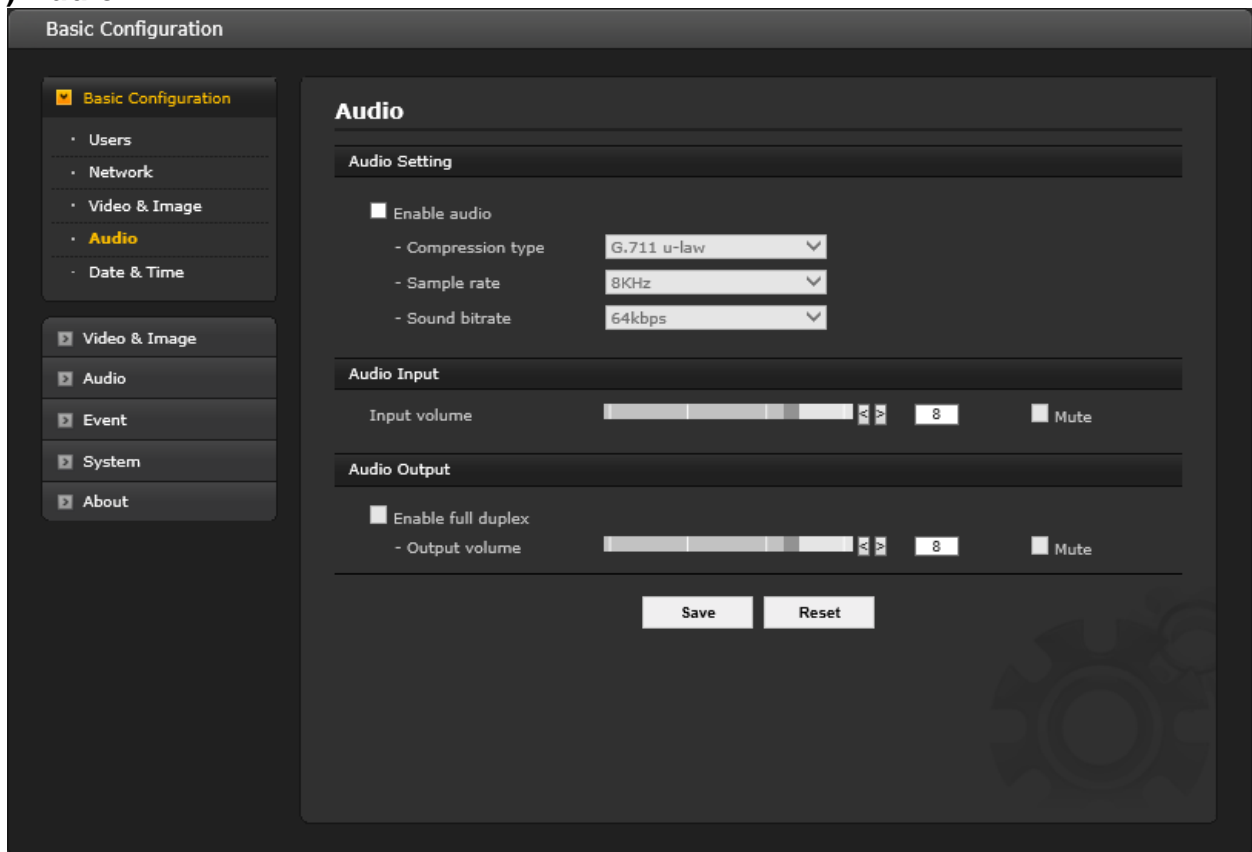 Basic Configuration
Basic Configuration
· Users
· Network
· Video & Image
· Audio
· Date & Time
Video & Image
Audio
Event
System
About
Audio
Audio Setting
Enable audio
- Compression type G.711 u-law
- Sample rate 8KHz
- Sound bitrate 64kbps
Audio Input
Input volume < > 8 Mute
Audio Output
Enable full duplex
- Output volume < > 8 Mute
Save Reset